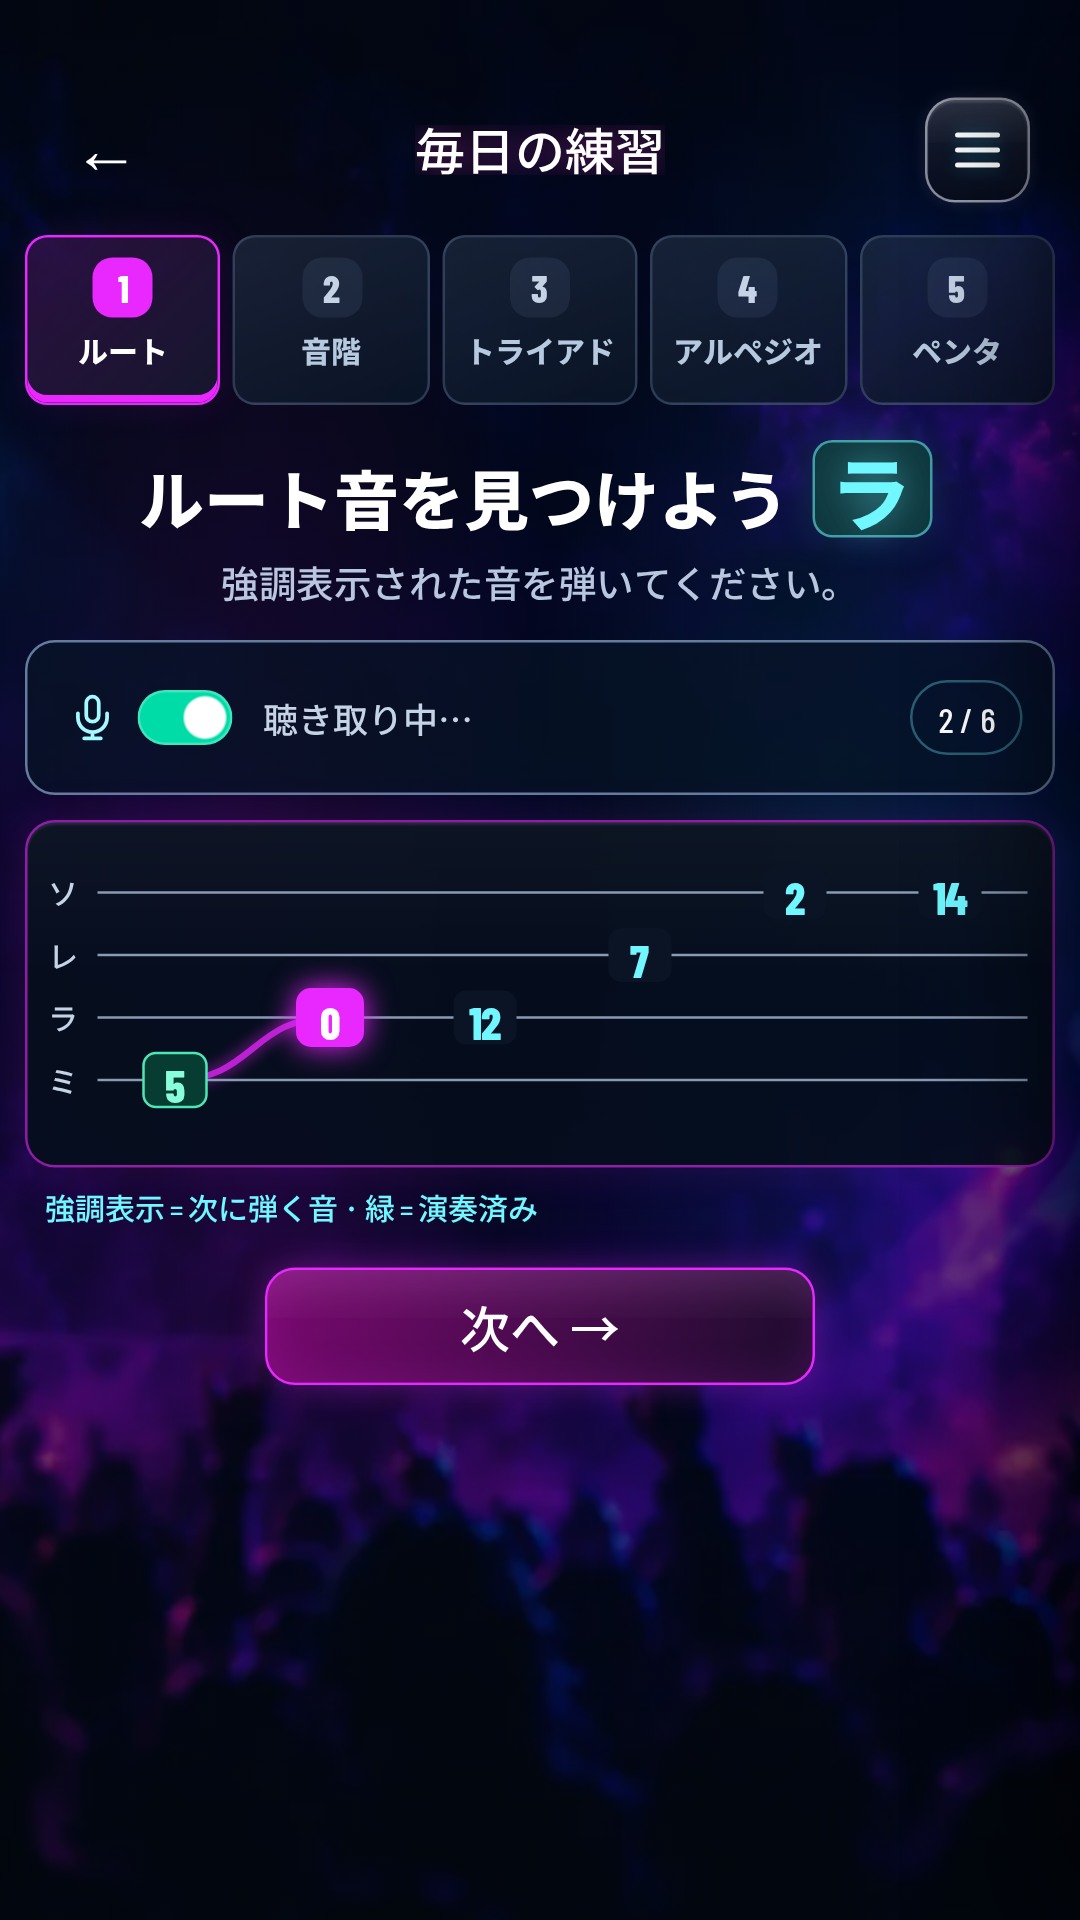 ← 毎日の練習
1 2 3 4 5
ルート 音階 トライアド アルペジオ ペンタ
ルート音を見つけよう ラ
強調表示された音を弾いてください。
聴き取り中… 2 / 6
ソ 2 14
レ 7
ラ 0 12
ミ 5
強調表示 = 次に弾く音 · 緑 = 演奏済み
次へ →